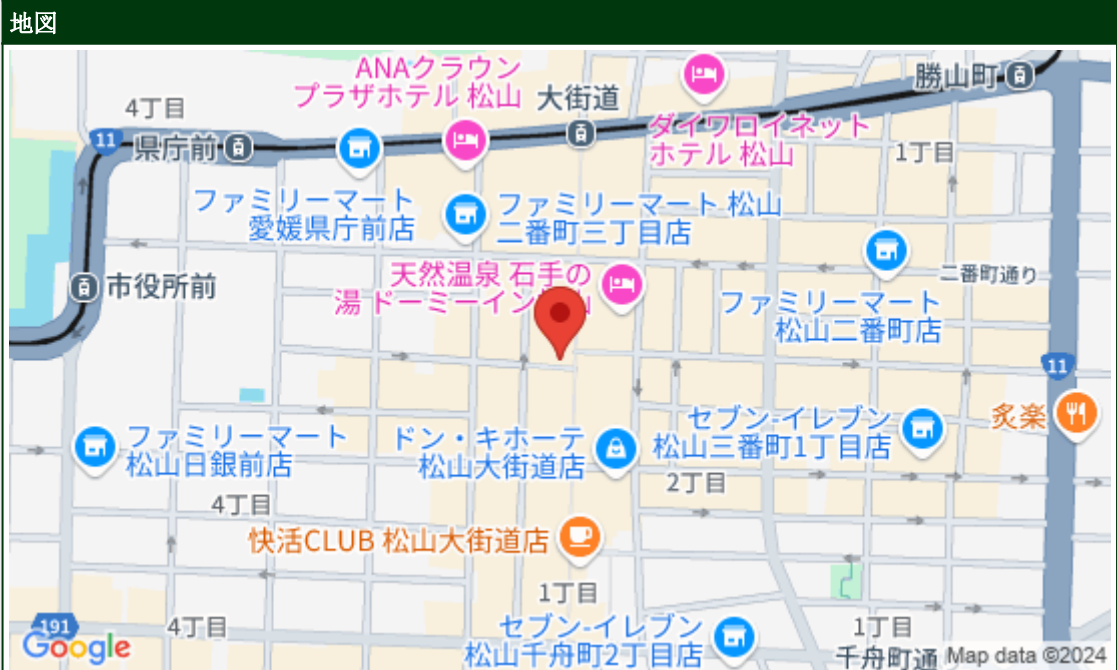 地図
ANAクラウン
プラザホテル 松山
大街道
勝山町
4丁目
11
県庁前
ダイワロイネット
ホテル 松山
1丁目
ファミリーマート
愛媛県庁前店
ファミリーマート 松山
二番町三丁目店
二番町通り
天然温泉 石手の
湯 ドーミーイン
市役所前
ファミリーマート
松山二番町店
11
炙楽
セブン-イレブン
松山三番町1丁目店
ファミリーマート
松山日銀前店
ドン・キホーテ
松山大街道店
2丁目
4丁目
快活CLUB 松山大街道店
1丁目
191
4丁目
セブン-イレブン
松山千舟町2丁目店
1丁目
千舟町通
Google
Map data ©2024